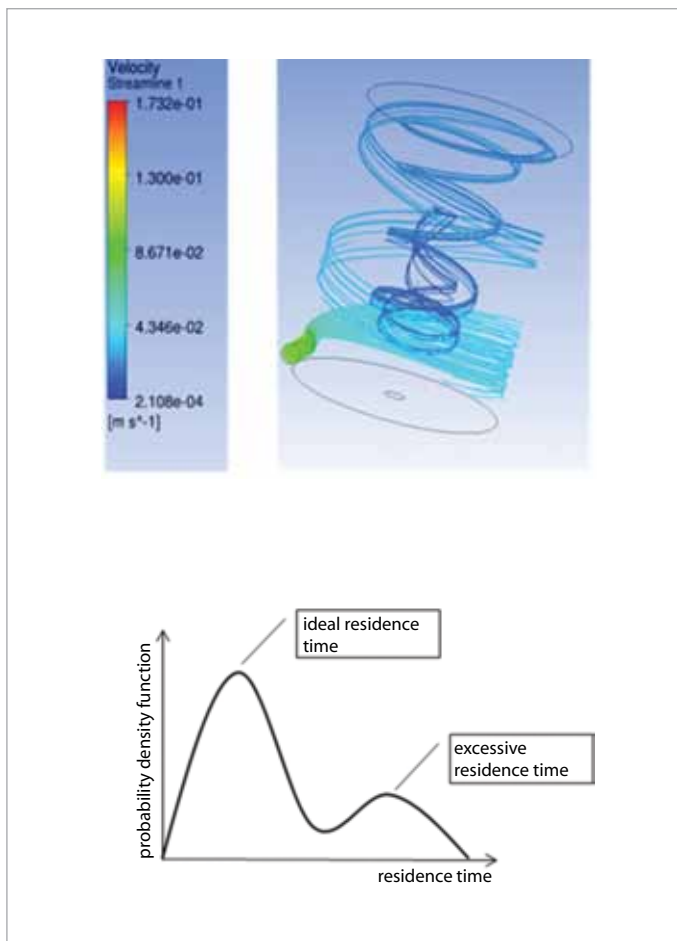 Velocity
Streamline 1
1.732e-01
1.300e-01
8.671e-02
4.346e-02
2.108e-04
[m s^-1]
ideal residence
time
excessive
residence time
probability density function
residence time